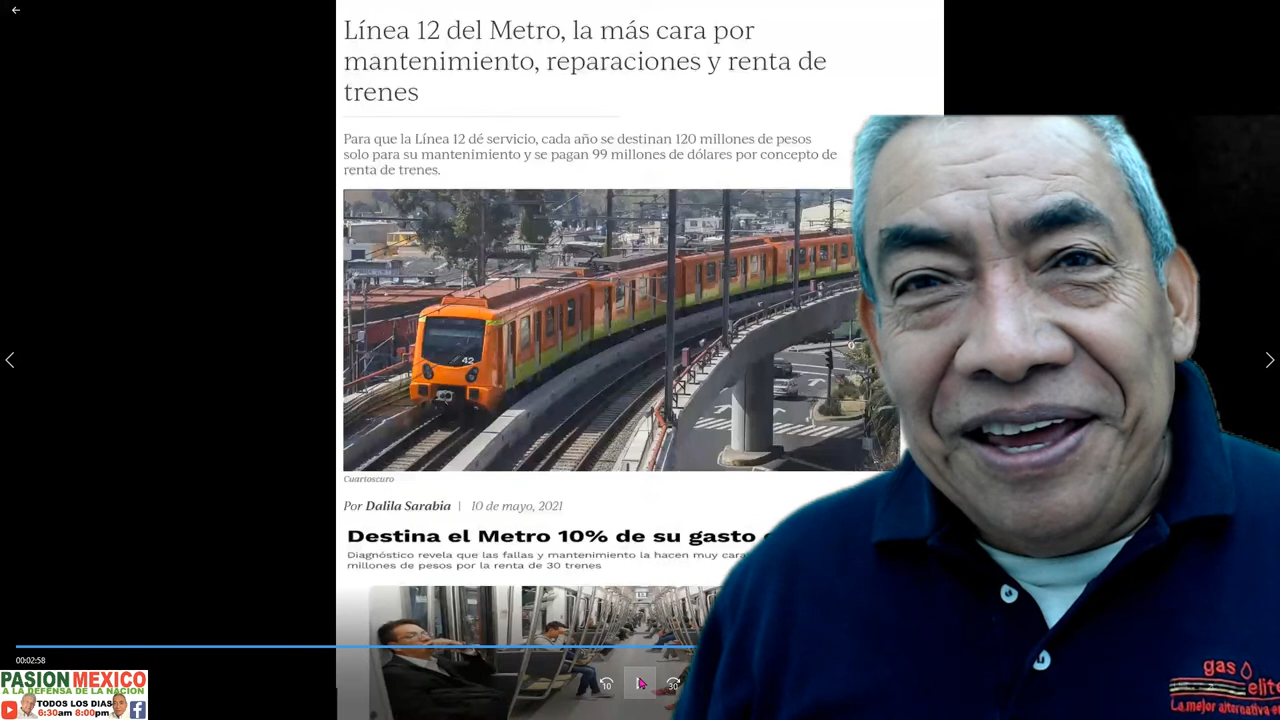 Línea 12 del Metro, la más cara por
mantenimiento, reparaciones y renta de
trenes
Para que la Línea 12 dé servicio, cada año se destinan 120 millones de pesos
solo para su mantenimiento y se pagan 99 millones de dólares por concepto de
renta de trenes.
42
Cuartoscuro
Por Dalila Sarabia | 10 de mayo, 2021
Destina el Metro 10% de su gasto
Diagnóstico revela que las fallas y mantenimiento la hacen muy
millones de pesos por la renta de 30 trenes
00:02:58
10
30
PASION MEXICO
A LA DEFENSA DE LA NACION
TODOS LOS DIAS
6:30am 8:00pm
gas
elite
La mejor alternativa